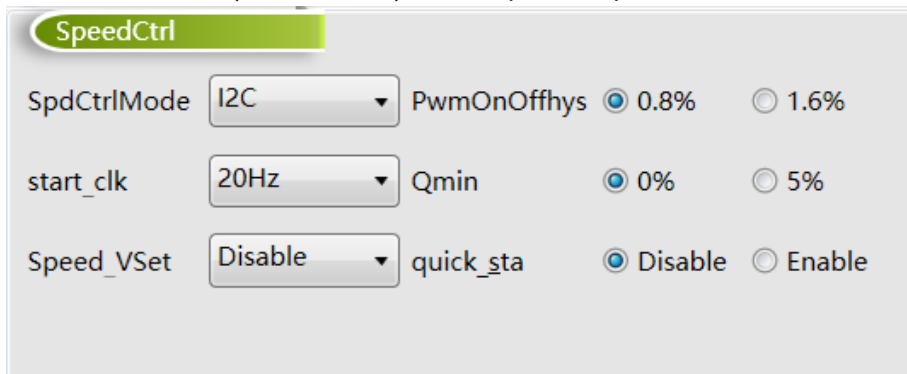 SpeedCtrl
SpdCtrlMode I2C PwmOnOffhys 0.8% 1.6%
start_clk 20Hz Qmin 0% 5%
Speed_VSet Disable quick_sta Disable Enable